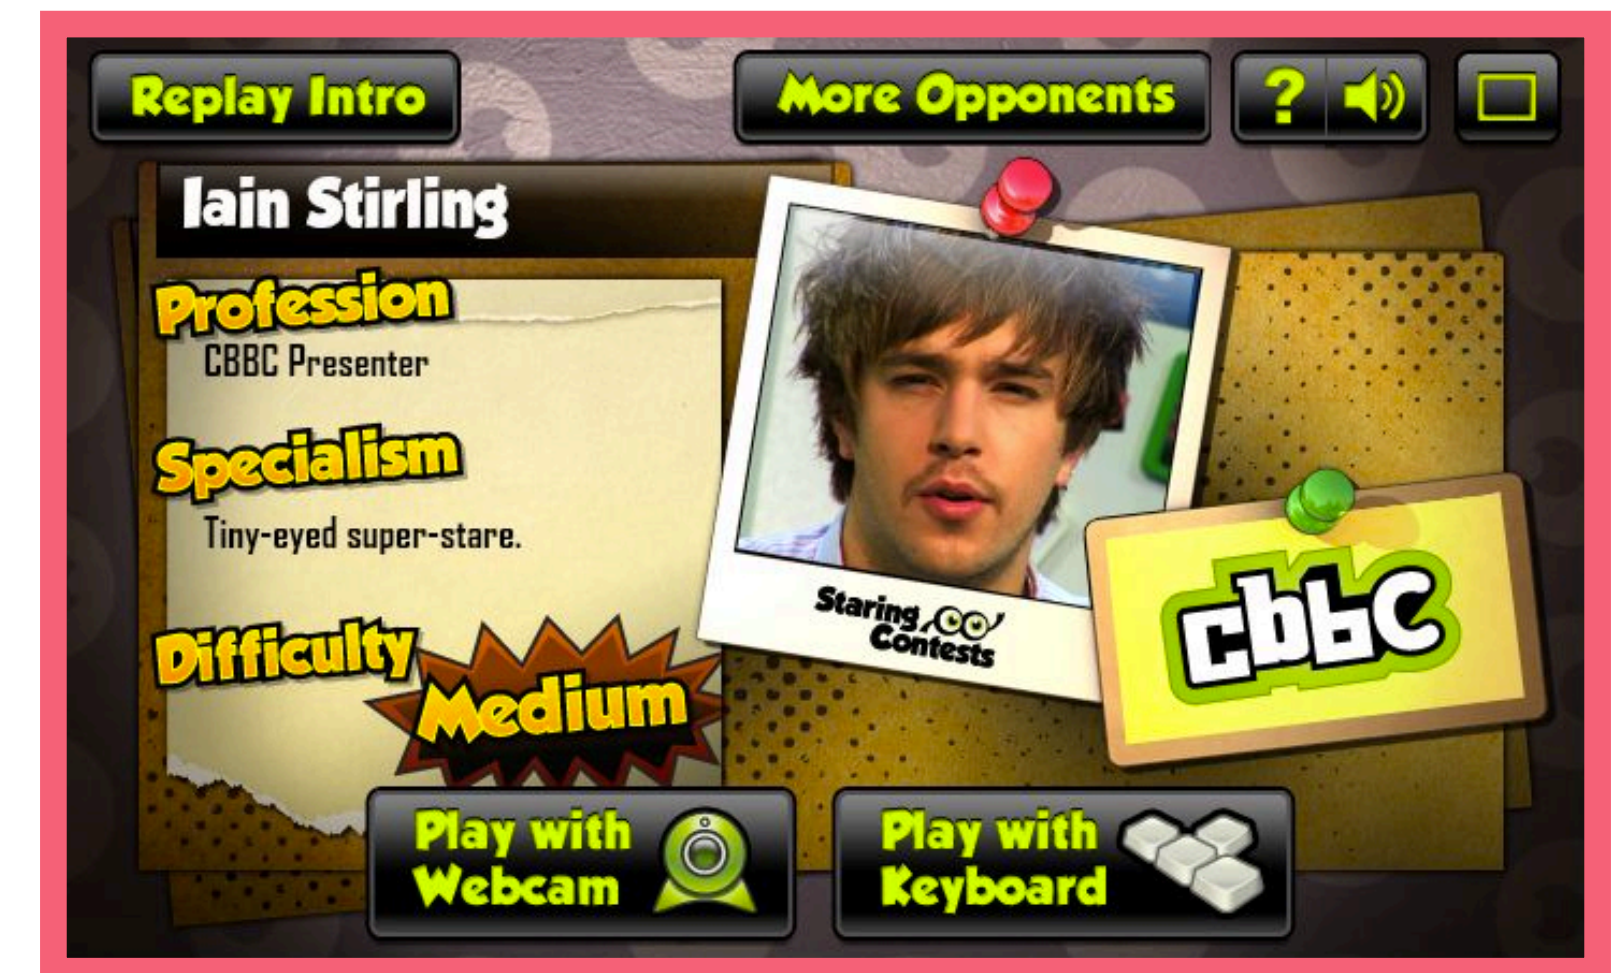 Replay Intro
More Opponents
?
Iain Stirling
Profession
CBBC Presenter
Specialism
Tiny-eyed super-stare.
Difficulty
Medium
Staring
Contests
cbbc
Play with
Webcam
Play with
Keyboard